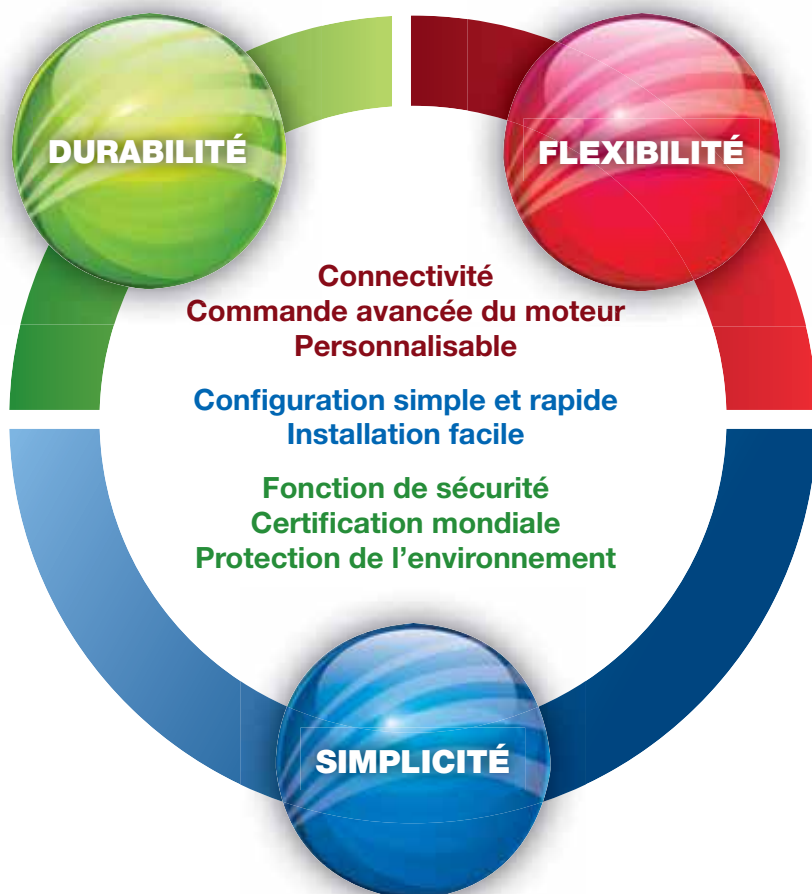 DURABILITÉ
FLEXIBILITÉ
Connectivité
Commande avancée du moteur
Personnalisable
Configuration simple et rapide
Installation facile
Fonction de sécurité
Certification mondiale
Protection de l’environnement
SIMPLICITÉ